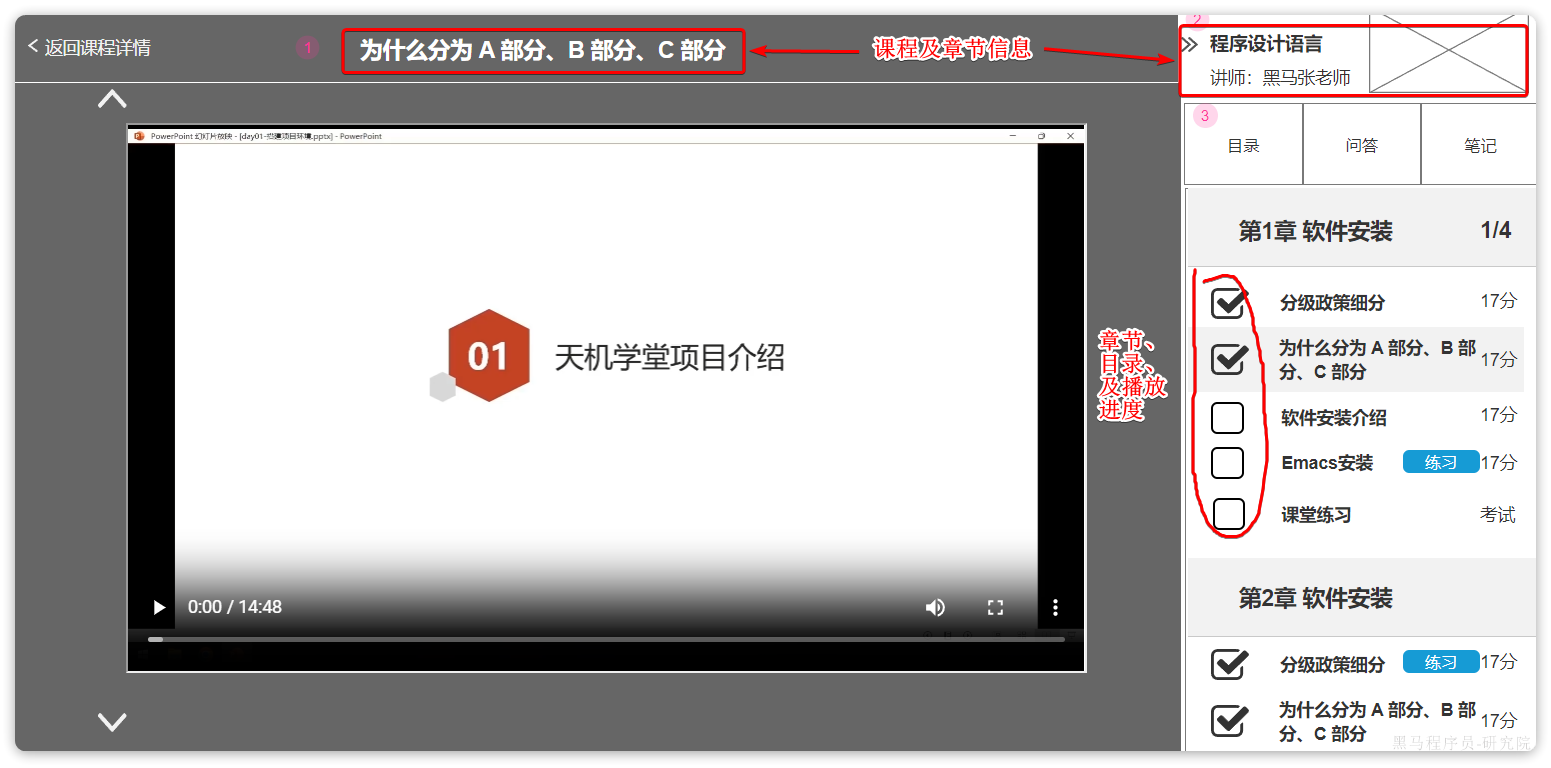 返回课程详情
1
为什么分为 A 部分、B 部分、C 部分
课程及章节信息
2
程序设计语言
讲师：黑马张老师
3
目录
问答
笔记
PowerPoint 幻灯片放映 - [day01-搭建项目环境.pptx] - PowerPoint
01
天机学堂项目介绍
0:00 / 14:48
章节、
目录、
及播放
进度
第1章 软件安装
1/4
分级政策细分
17分
为什么分为 A 部分、B 部
分、C 部分
17分
软件安装介绍
17分
Emacs安装
练习
17分
课堂练习
考试
第2章 软件安装
分级政策细分
练习
17分
为什么分为 A 部分、B 部
分、C 部分
17分
黑马程序员-研究院